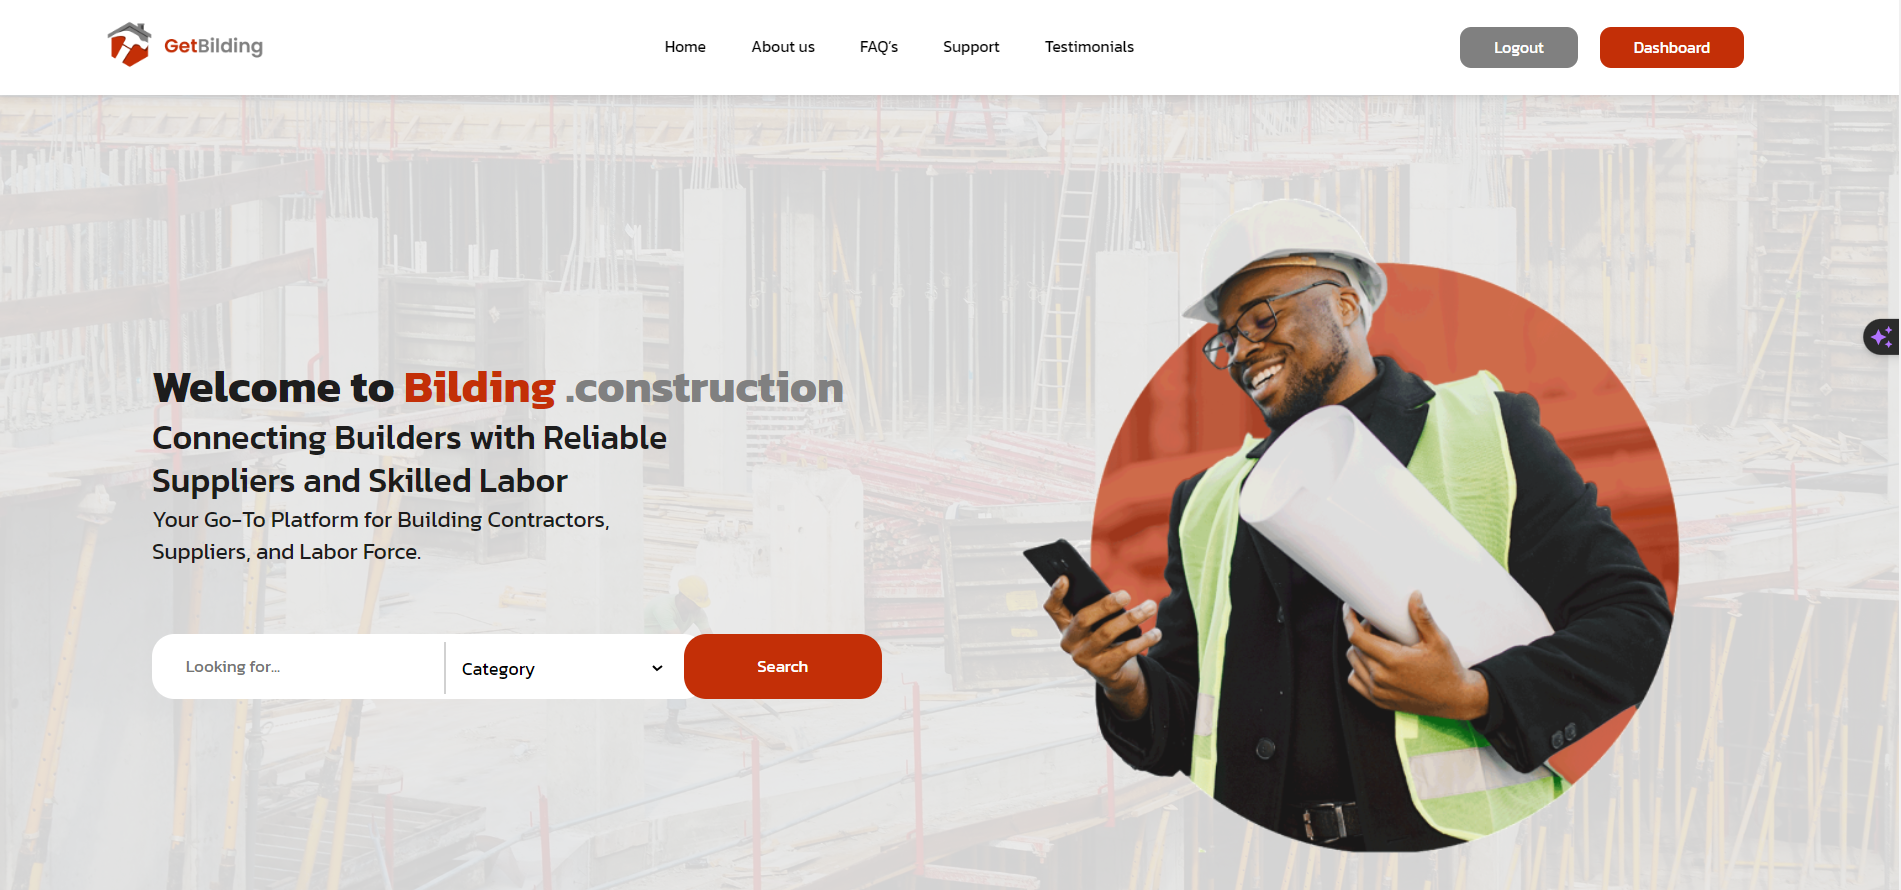 GetBilding
Home
About us
FAQ's
Support
Testimonials
Logout
Dashboard
Welcome to Bilding .construction
Connecting Builders with Reliable
Suppliers and Skilled Labor
Your Go-To Platform for Building Contractors,
Suppliers, and Labor Force.
Looking for...
Category
Search